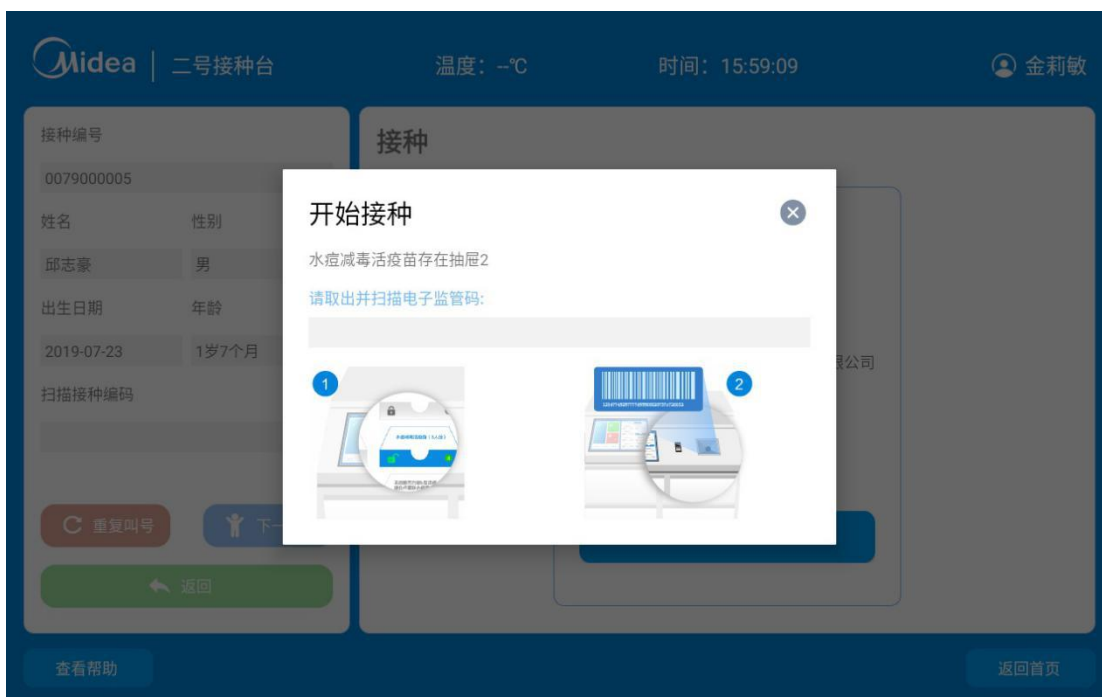 Midea
二号接种台
温度：--℃
时间：15:59:09
金莉敏
接种编号
0079000005
姓名
性别
邱志豪
男
出生日期
年龄
2019-07-23
1岁7个月
扫描接种编码
重复叫号
下一
返回
接种
开始接种
水痘减毒活疫苗存在抽屉2
请取出并扫描电子监管码:
1
2
限公司
查看帮助
返回首页